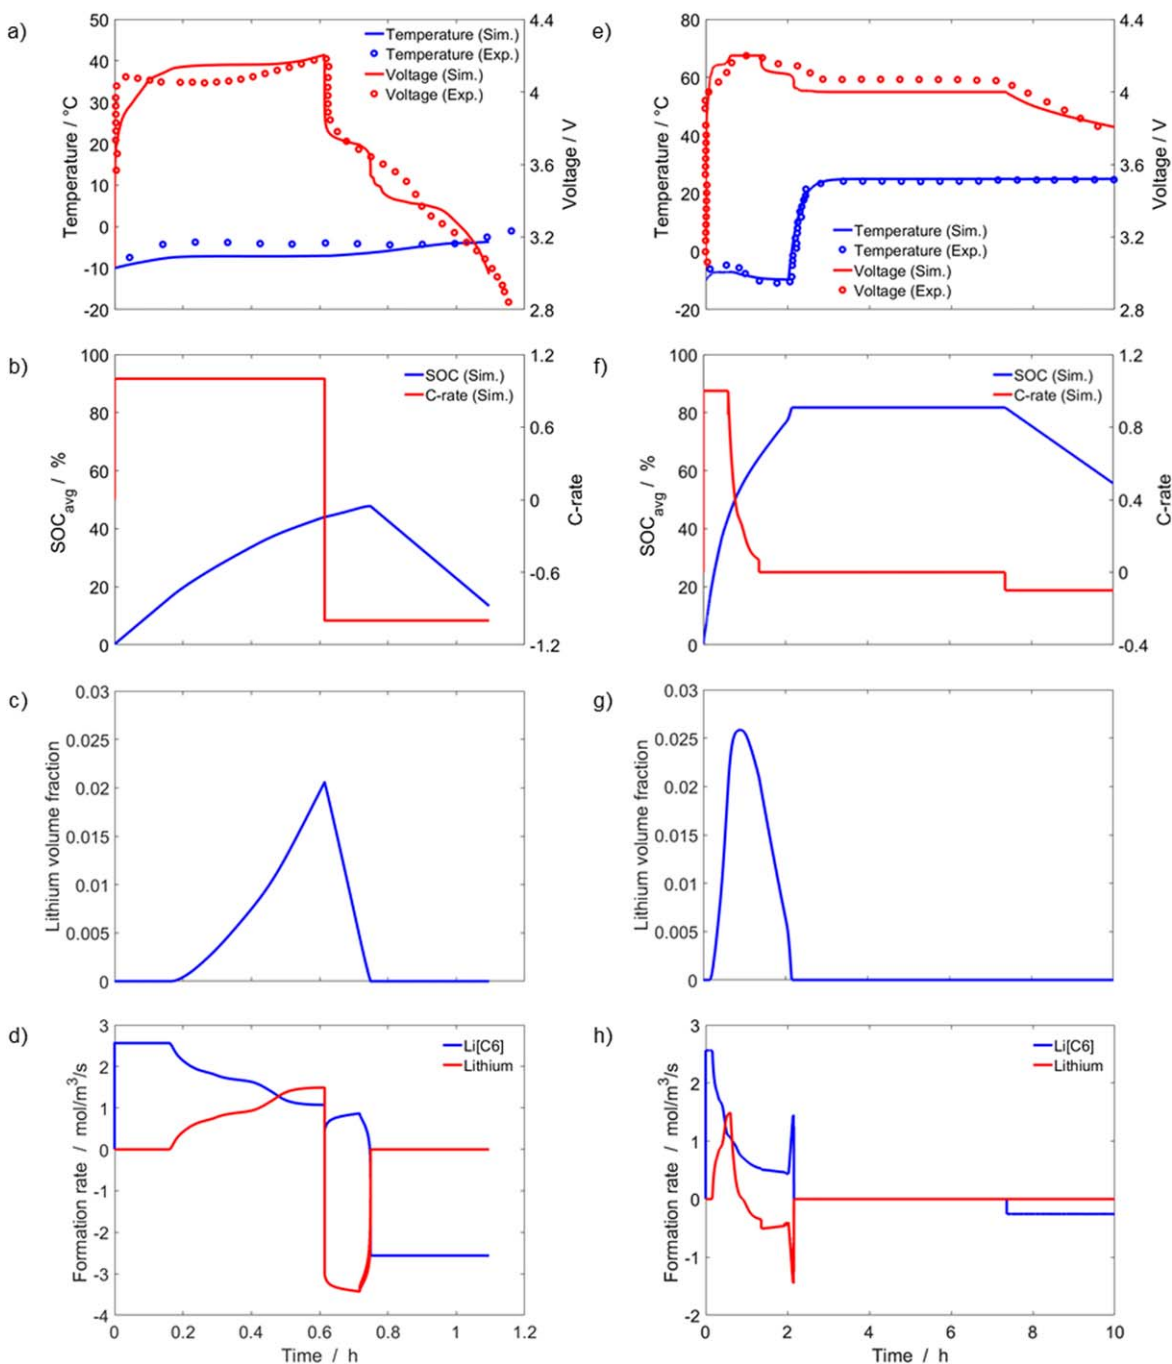 a)
50
40
30
20
10
0
-10
-20
Temperature / °C
Temperature (Sim.)
Temperature (Exp.)
Voltage (Sim.)
Voltage (Exp.)
4.4
4
3.6
3.2
2.8
Voltage / V
e)
80
60
40
20
0
-20
Temperature / °C
Temperature (Sim.)
Temperature (Exp.)
Voltage (Sim.)
Voltage (Exp.)
4.4
4
3.6
3.2
2.8
Voltage / V
b)
100
80
60
40
20
0
SOCavg / %
SOC (Sim.)
C-rate (Sim.)
1.2
0.6
0
-0.6
-1.2
C-rate
f)
100
80
60
40
20
0
SOCavg / %
SOC (Sim.)
C-rate (Sim.)
1.2
0.8
0.4
0
-0.4
C-rate
c)
0.03
0.025
0.02
0.015
0.01
0.005
0
Lithium volume fraction
g)
0.03
0.025
0.02
0.015
0.01
0.005
0
Lithium volume fraction
d)
3
2
1
0
-1
-2
-3
-4
Formation rate / mol/m³/s
Li[C6]
Lithium
0 0.2 0.4 0.6 0.8 1 1.2
Time / h
h)
3
2
1
0
-1
-2
Formation rate / mol/m³/s
Li[C6]
Lithium
0 2 4 6 8 10
Time / h